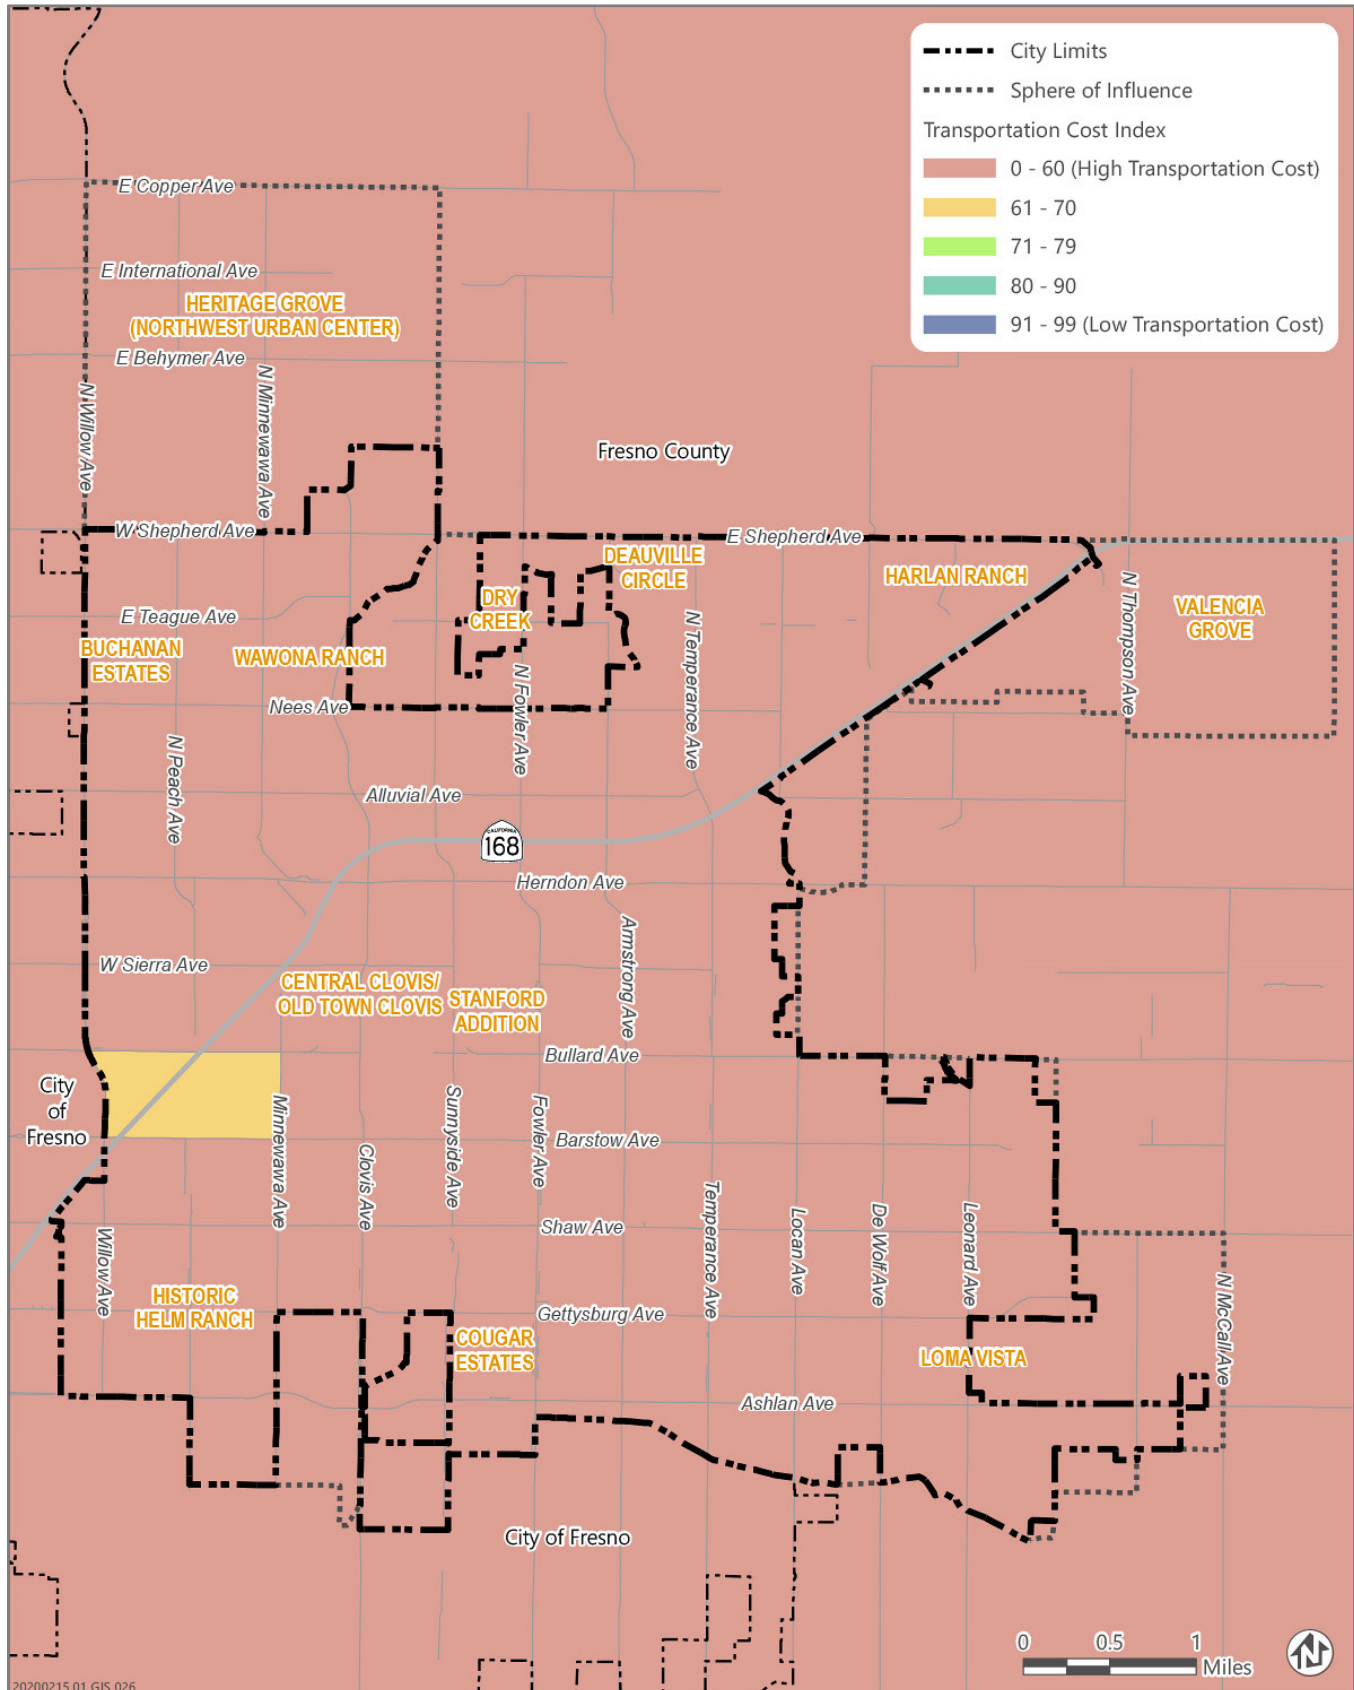 City Limits
Sphere of Influence
Transportation Cost Index
0 - 60 (High Transportation Cost)
61 - 70
71 - 79
80 - 90
91 - 99 (Low Transportation Cost)
E Copper Ave
E International Ave
HERITAGE GROVE
(NORTHWEST URBAN CENTER)
E Behymer Ave
N Willow Ave
N Minnewawa Ave
Fresno County
W Shepherd Ave
E Shepherd Ave
DEAUVILLE
CIRCLE
HARLAN RANCH
DRY
CREEK
N Thompson Ave
VALENCIA
GROVE
E Teague Ave
N Temperance Ave
BUCHANAN
ESTATES
WAWONA RANCH
N Fowler Ave
Nees Ave
N Peach Ave
Alluvial Ave
CALIFORNIA
168
Herndon Ave
Armstrong Ave
W Sierra Ave
CENTRAL CLOVIS/
OLD TOWN CLOVIS
STANFORD
ADDITION
Bullard Ave
City
of
Fresno
Minnewawa Ave
Sunnyside Ave
Fowler Ave
Barstow Ave
Clovis Ave
Temperance Ave
Locan Ave
De Wolf Ave
Leonard Ave
Shaw Ave
Willow Ave
HISTORIC
HELM RANCH
N McCall Ave
Gettysburg Ave
COUGAR
ESTATES
LOMA VISTA
Ashlan Ave
City of Fresno
0 0.5 1
Miles
N
20200215.01 GIS 026